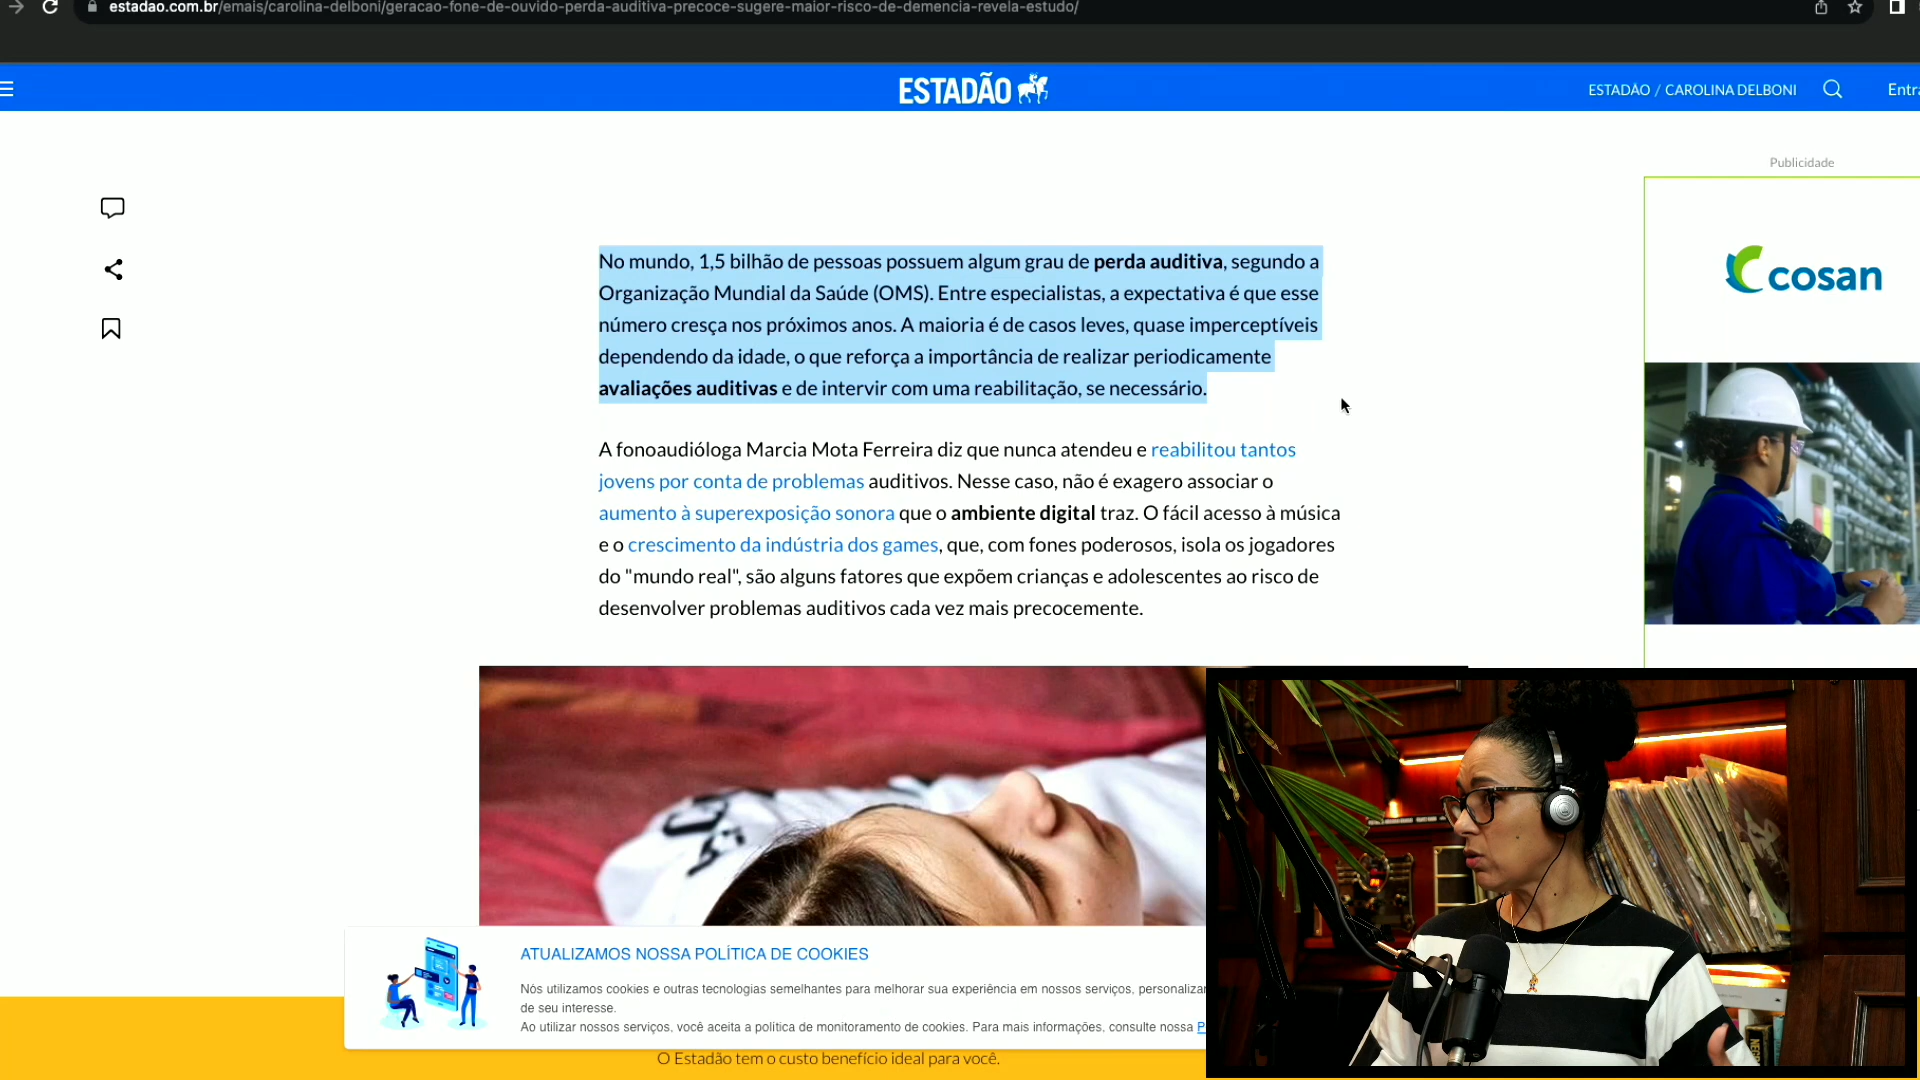 estadao.com.br/emais/carolina-delboni/geracao-fone-de-ouvido-perda-auditiva-precoce-sugere-maior-risco-de-demencia-revela-estudo/
ESTADÃO
ESTADÃO / CAROLINA DELBONI
Entra
Publicidade
cosan
No mundo, 1,5 bilhão de pessoas possuem algum grau de perda auditiva, segundo a
Organização Mundial da Saúde (OMS). Entre especialistas, a expectativa é que esse
número cresça nos próximos anos. A maioria é de casos leves, quase imperceptíveis
dependendo da idade, o que reforça a importância de realizar periodicamente
avaliações auditivas e de intervir com uma reabilitação, se necessário.
A fonoaudióloga Marcia Mota Ferreira diz que nunca atendeu e reabilitou tantos
jovens por conta de problemas auditivos. Nesse caso, não é exagero associar o
aumento à superexposição sonora que o ambiente digital traz. O fácil acesso à música
e o crescimento da indústria dos games, que, com fones poderosos, isola os jogadores
do "mundo real", são alguns fatores que expõem crianças e adolescentes ao risco de
desenvolver problemas auditivos cada vez mais precocemente.
ATUALIZAMOS NOSSA POLÍTICA DE COOKIES
Nós utilizamos cookies e outras tecnologias semelhantes para melhorar sua experiência em nossos serviços, personalizar
de seu interesse.
Ao utilizar nossos serviços, você aceita a política de monitoramento de cookies. Para mais informações, consulte nossa P
O Estadão tem o custo benefício ideal para você.